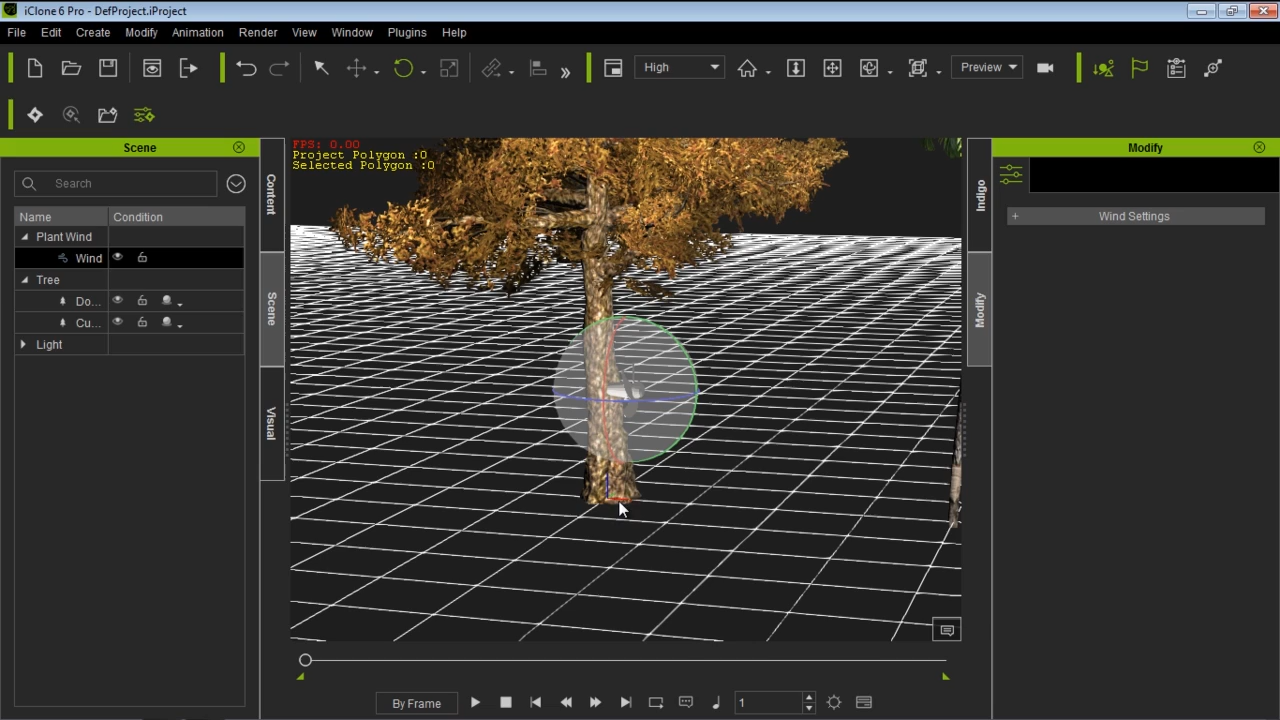 iClone 6 Pro - DefProject.iProject
File Edit Create Modify Animation Render View Window Plugins Help
High
Preview
Scene
Search
Name Condition
Plant Wind
Wind
Tree
Do...
Cu...
Light
Content
Scene
Visual
FPS: 0.00
Project Polygon :0
Selected Polygon :0
Indigo
Modify
Modify
+ Wind Settings
By Frame
1